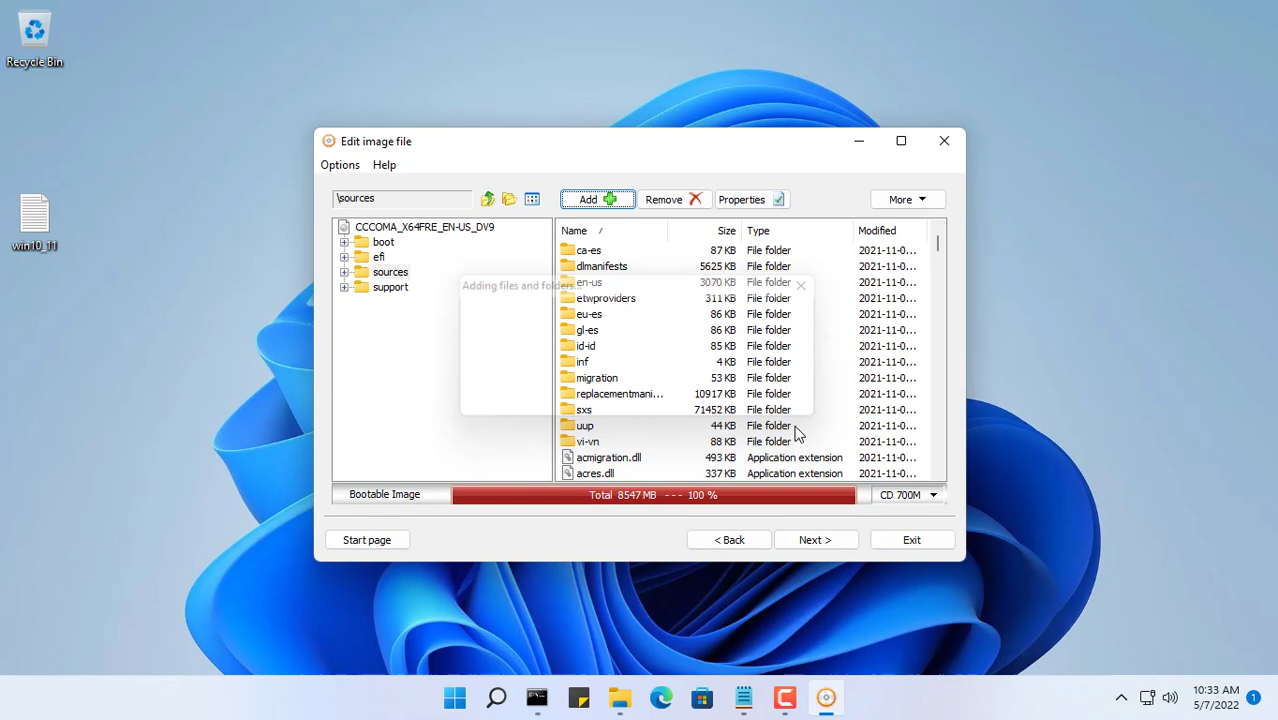 Recycle Bin
win10_11
Edit image file
Options Help
\sources
Add Remove Properties More
CCCOMA_X64FRE_EN-US_DV9
boot
efi
sources
support
Name / Size Type Modified
ca-es 87 KB File folder 2021-11-0...
dlmanifests 5625 KB File folder 2021-11-0...
en-us 3070 KB File folder 2021-11-0...
Adding files and folders...
etwproviders 311 KB File folder 2021-11-0...
eu-es 86 KB File folder 2021-11-0...
gl-es 86 KB File folder 2021-11-0...
id-id 85 KB File folder 2021-11-0...
inf 4 KB File folder 2021-11-0...
migration 53 KB File folder 2021-11-0...
replacementmani... 10917 KB File folder 2021-11-0...
sxs 71452 KB File folder 2021-11-0...
uup 44 KB File folder 2021-11-0...
vi-vn 88 KB File folder 2021-11-0...
acmigration.dll 493 KB Application extension 2021-11-0...
acres.dll 337 KB Application extension 2021-11-0...
Bootable Image Total 8547 MB --- 100 % CD 700M
Start page < Back Next > Exit
10:33 AM
5/7/2022
1